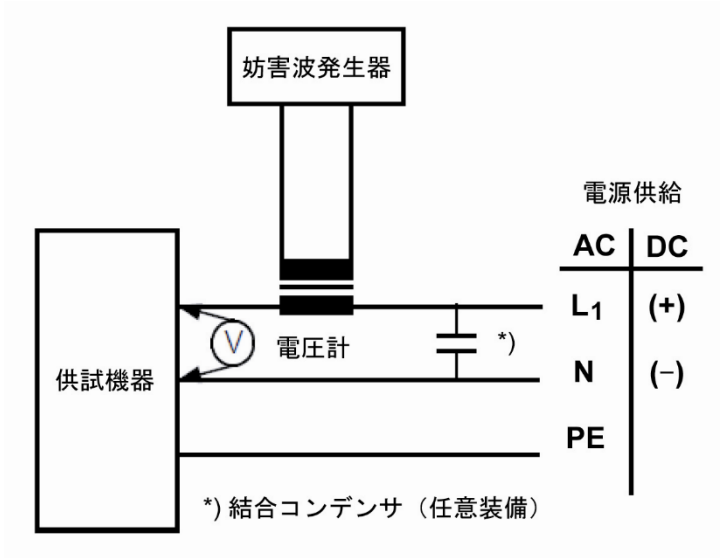 妨害波発生器
電源供給
AC DC
L1 (+)
V 電圧計 *)
供試機器
N (−)
PE
*) 結合コンデンサ（任意装備）